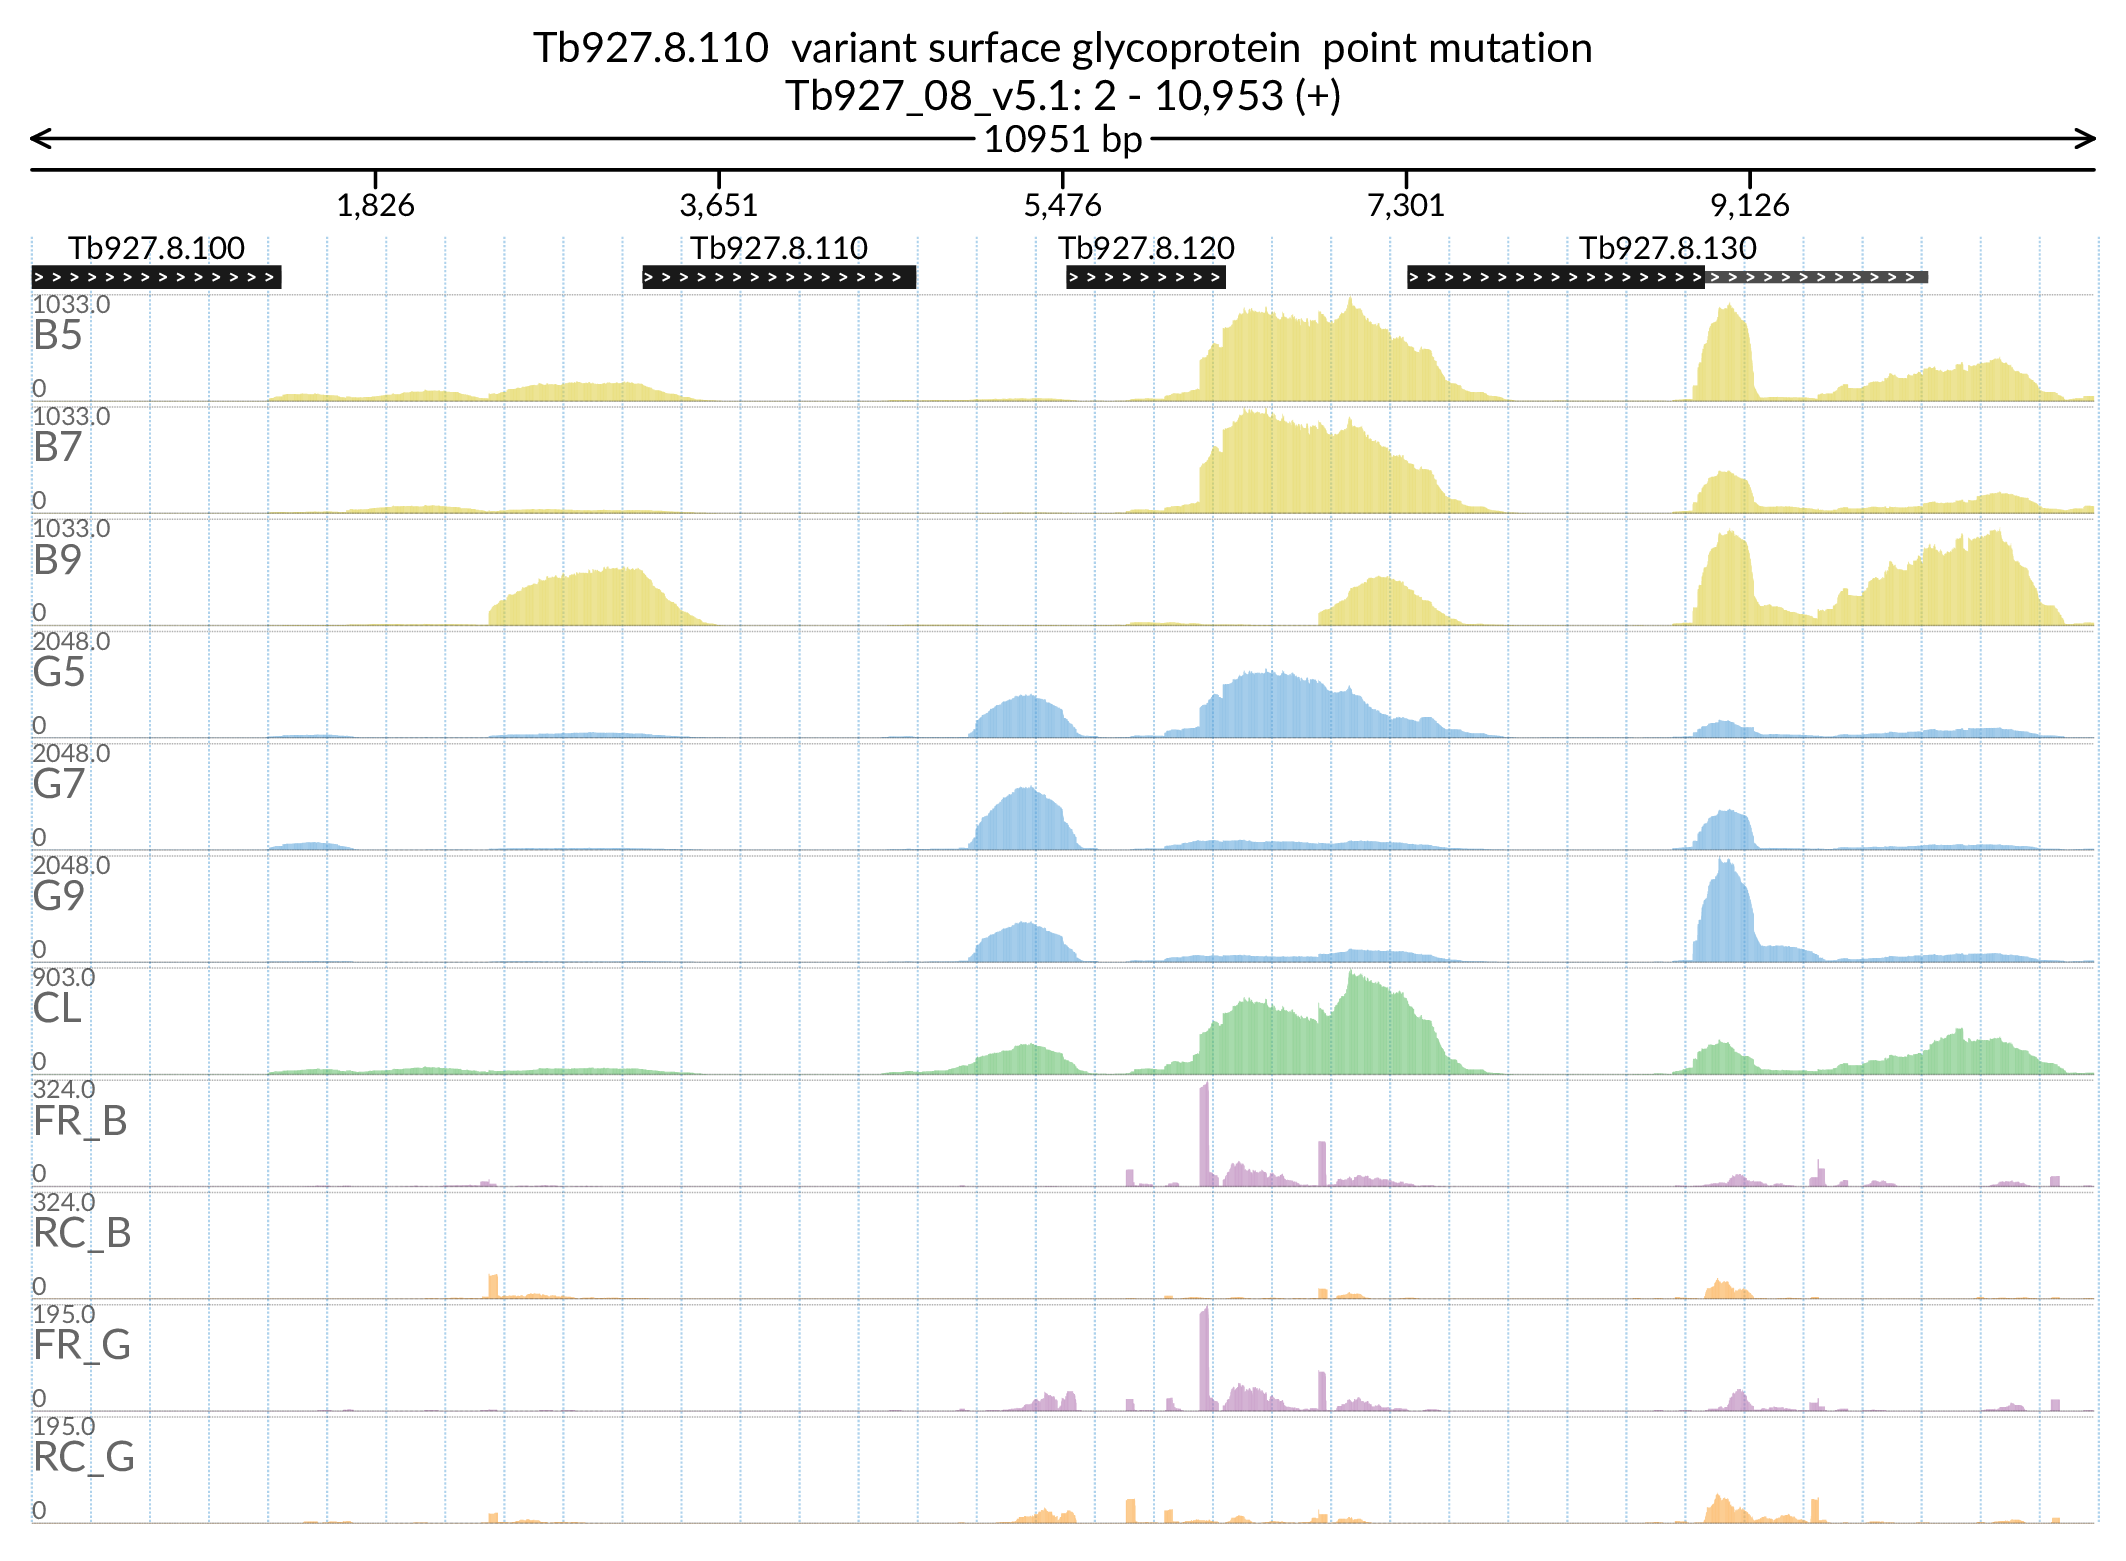 Tb927.8.110  variant surface glycoprotein  point mutation
Tb927_08_v5.1: 2 - 10,953 (+)
10951 bp
1,826 3,651 5,476 7,301 9,126
Tb927.8.100 Tb927.8.110 Tb927.8.120 Tb927.8.130
1033.0
B5
0
1033.0
B7
0
1033.0
B9
0
2048.0
G5
0
2048.0
G7
0
2048.0
G9
0
903.0
CL
0
324.0
FR_B
0
324.0
RC_B
0
195.0
FR_G
0
195.0
RC_G
0